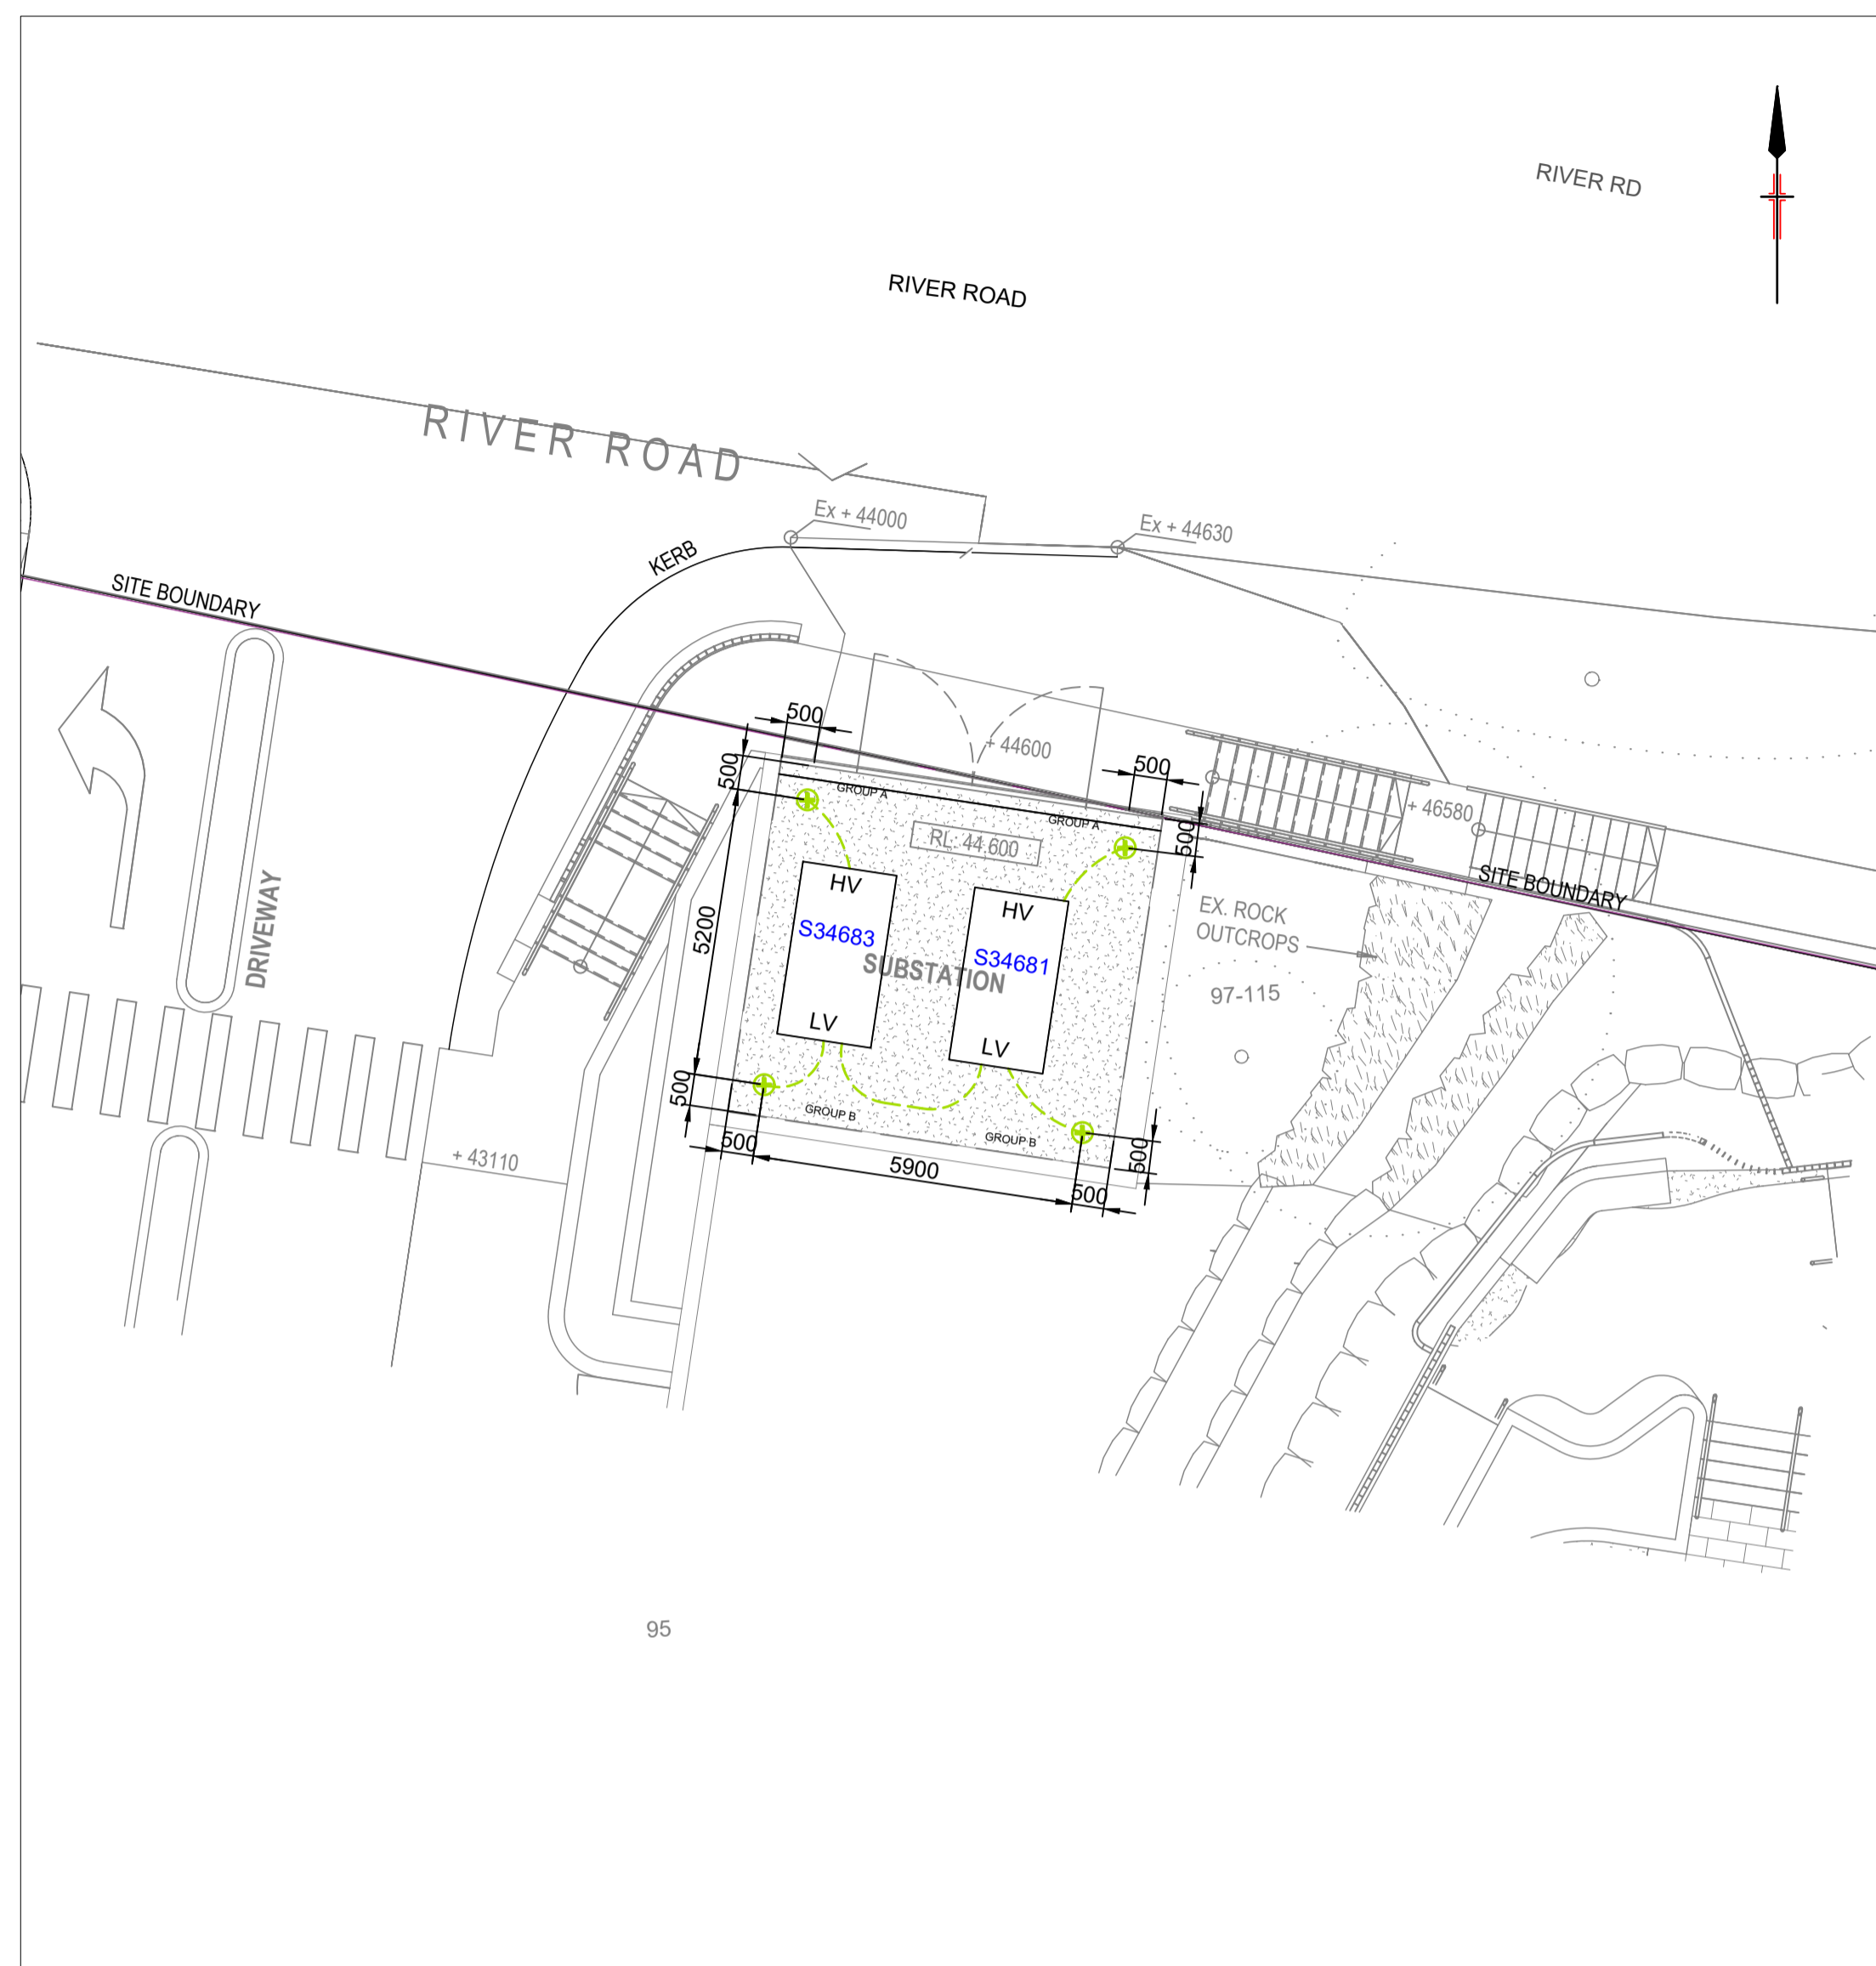 RIVER RD
RIVER ROAD
RIVER ROAD
Ex + 44000
Ex + 44630
KERB
SITE BOUNDARY
500
+ 44600
500
500
GROUP A
GROUP A
500
RL: 44.600
+ 46580
SITE BOUNDARY
HV
HV
S34683
S34681
SUBSTATION
5200
DRIVEWAY
EX. ROCK
OUTCROPS
97-115
LV
LV
500
GROUP B
GROUP B
500
5900
500
500
+ 43110
95